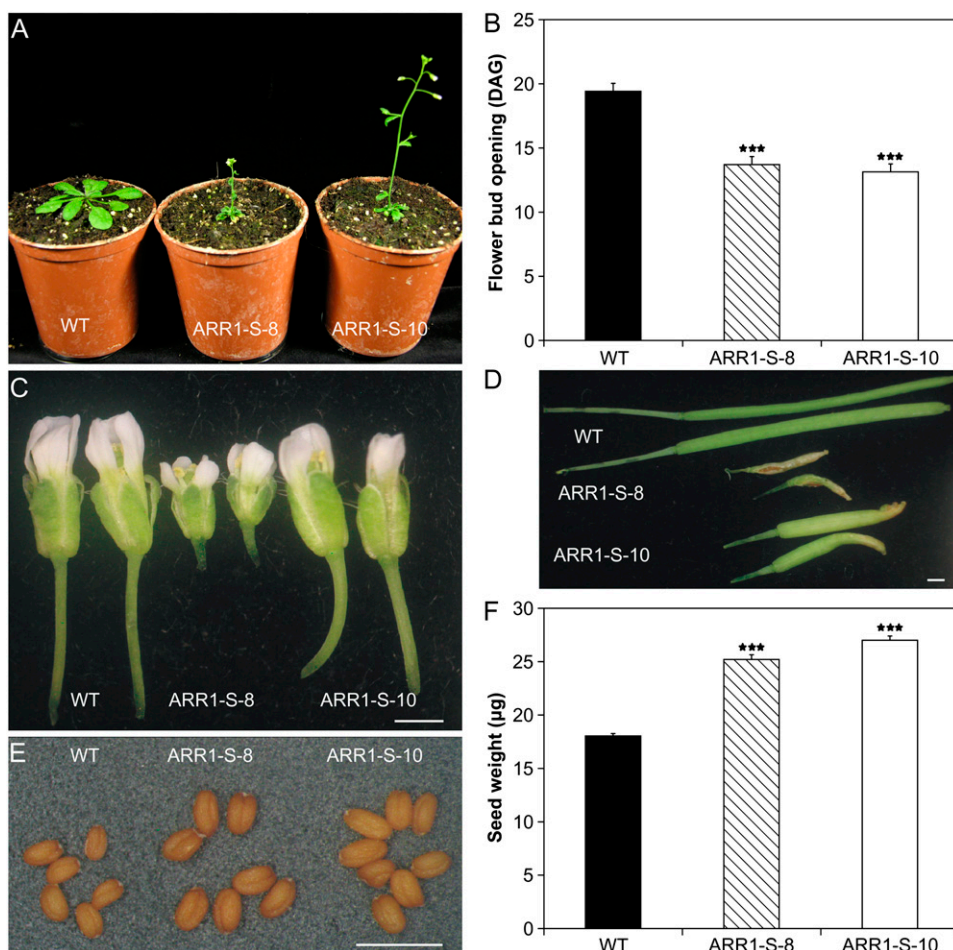 A
WT
ARR1-S-8
ARR1-S-10
B
Flower bud opening (DAG)
25
20
15
10
5
0
★★★
★★★
WT
ARR1-S-8
ARR1-S-10
C
WT
ARR1-S-8
ARR1-S-10
D
WT
ARR1-S-8
ARR1-S-10
E
WT
ARR1-S-8
ARR1-S-10
F
Seed weight (µg)
30
25
20
15
10
5
0
★★★
★★★
WT
ARR1-S-8
ARR1-S-10